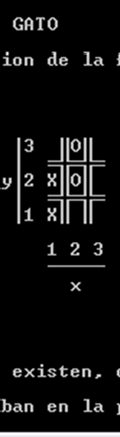 GATO
ion de la
3 O
y 2 X O
1 X
1 2 3
x
existen,
ban en la